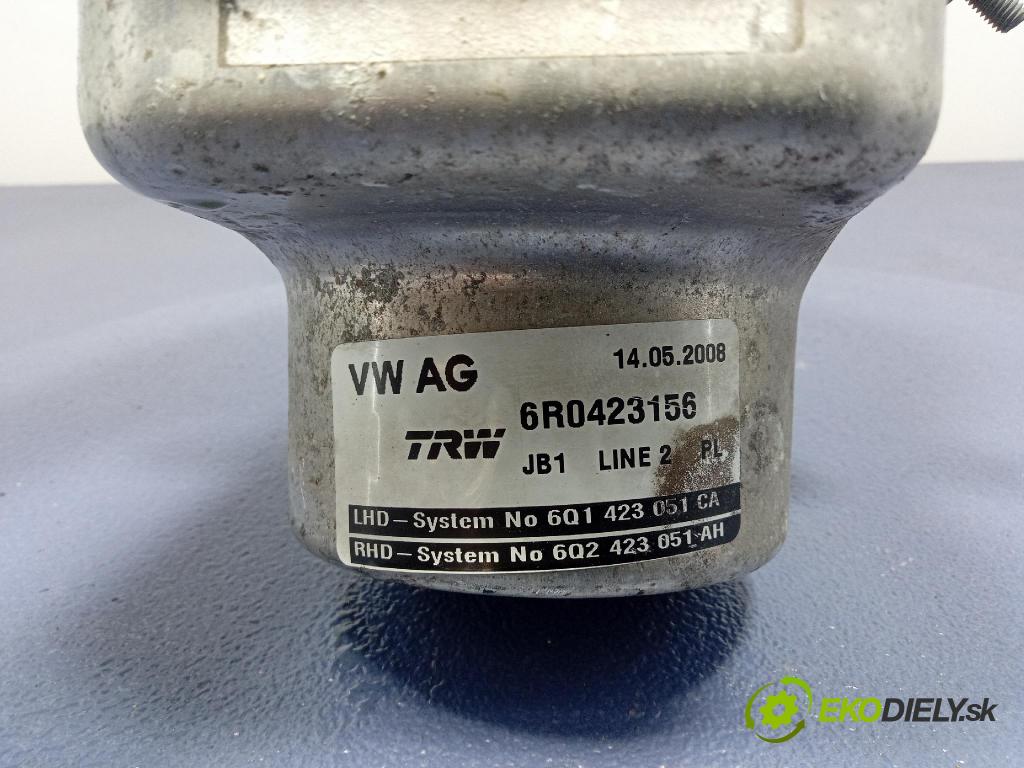 VW AG 14.05.2008
6R0423156
TRW
JB1 LINE 2 PL
LHD-System No 6Q1 423 051 CA
RHD-System No 6Q2 423 051 AH
EKODIELY.sk